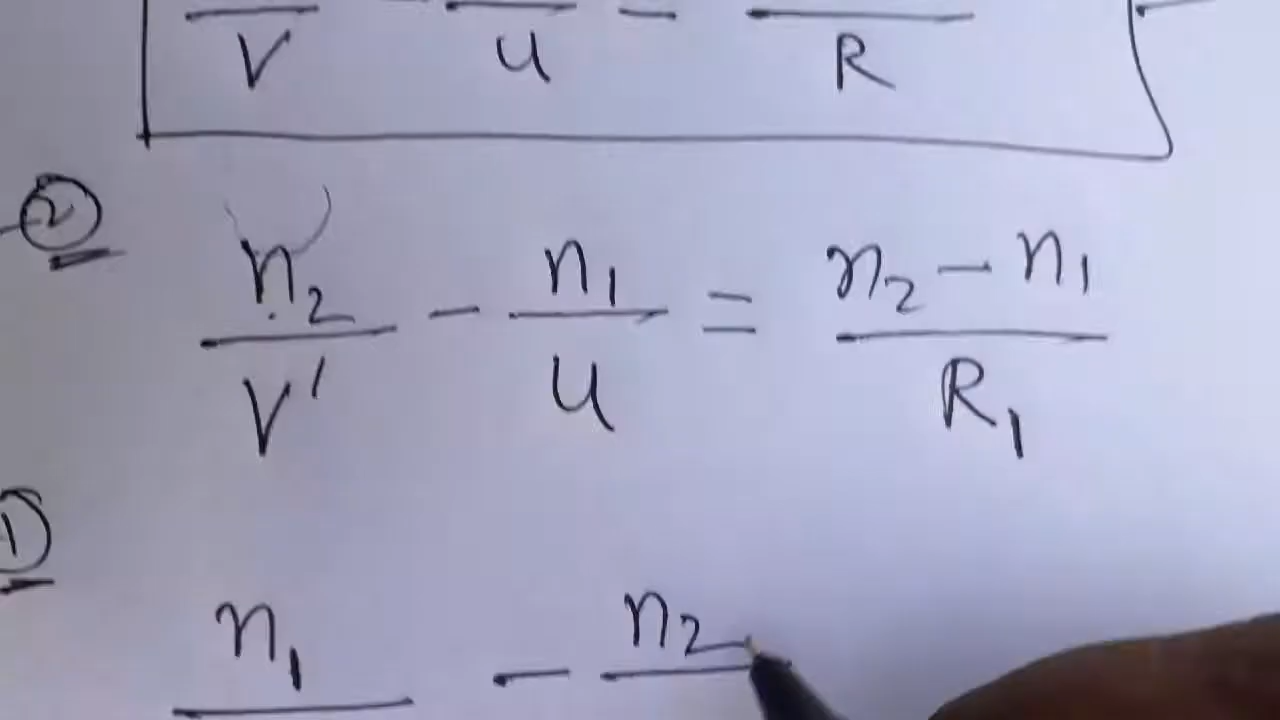 V U = R
②
n₂/V' - n₁/U = (n₂ - n₁)/R₁
①
n₁ - n₂